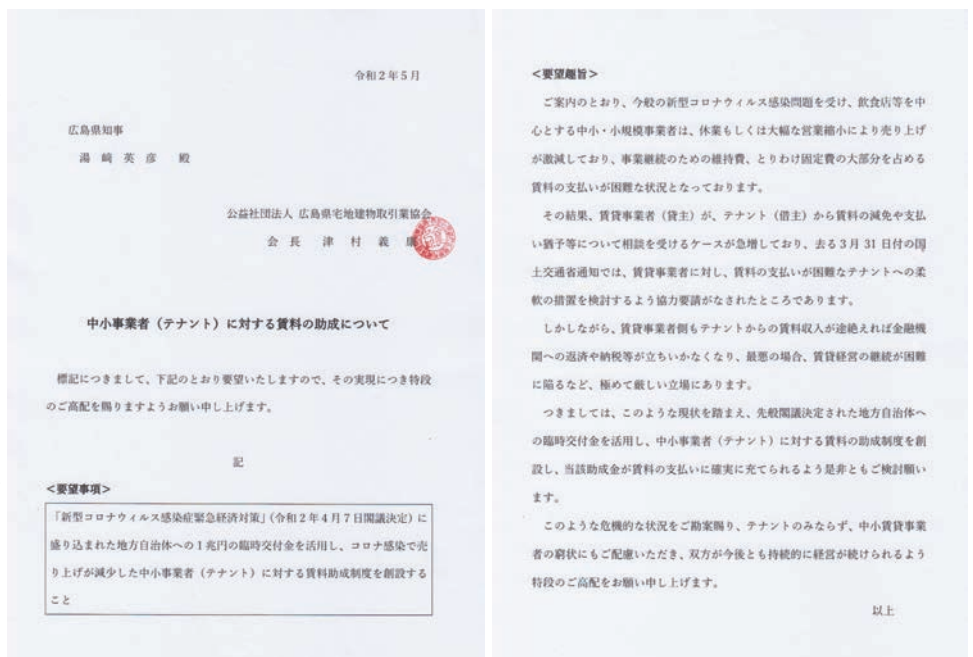 令和2年5月
広島県知事
湯﨑英彦 殿
公益社団法人 広島県宅地建物取引業協会
会長 津村義康
中小事業者（テナント）に対する賃料の助成について
標記につきまして、下記のとおり要望いたしますので、その実現につき特段
のご高配を賜りますようお願い申し上げます。
記
＜要望事項＞
「新型コロナウィルス感染症緊急経済対策」（令和2年4月7日閣議決定）に
盛り込まれた地方自治体への1兆円の臨時交付金を活用し、コロナ感染で売
り上げが減少した中小事業者（テナント）に対する賃料助成制度を創設する
こと
＜要望趣旨＞
ご案内のとおり、今般の新型コロナウィルス感染問題を受け、飲食店等を中
心とする中小・小規模事業者は、休業もしくは大幅な営業縮小により売り上げ
が激減しており、事業継続のための維持費、とりわけ固定費の大部分を占める
賃料の支払いが困難な状況となっております。
その結果、賃貸事業者（貸主）が、テナント（借主）から賃料の減免や支払
い猶予等について相談を受けるケースが急増しており、去る3月31日付の国
土交通省通知では、賃貸事業者に対し、賃料の支払いが困難なテナントへの柔
軟の措置を検討するよう協力要請がなされたところであります。
しかしながら、賃貸事業者側もテナントからの賃料収入が途絶えれば金融機
関への返済や納税等が立ちいかなくなり、最悪の場合、賃貸経営の継続が困難
に陥るなど、極めて厳しい立場にあります。
つきましては、このような現状を踏まえ、先般閣議決定された地方自治体へ
の臨時交付金を活用し、中小事業者（テナント）に対する賃料の助成制度を創
設し、当該助成金が賃料の支払いに確実に充てられるよう是非ともご検討願い
ます。
このような危機的な状況をご勘案賜り、テナントのみならず、中小賃貸事業
者の窮状にもご配慮いただき、双方が今後とも持続的に経営が続けられるよう
特段のご高配をお願い申し上げます。
以上